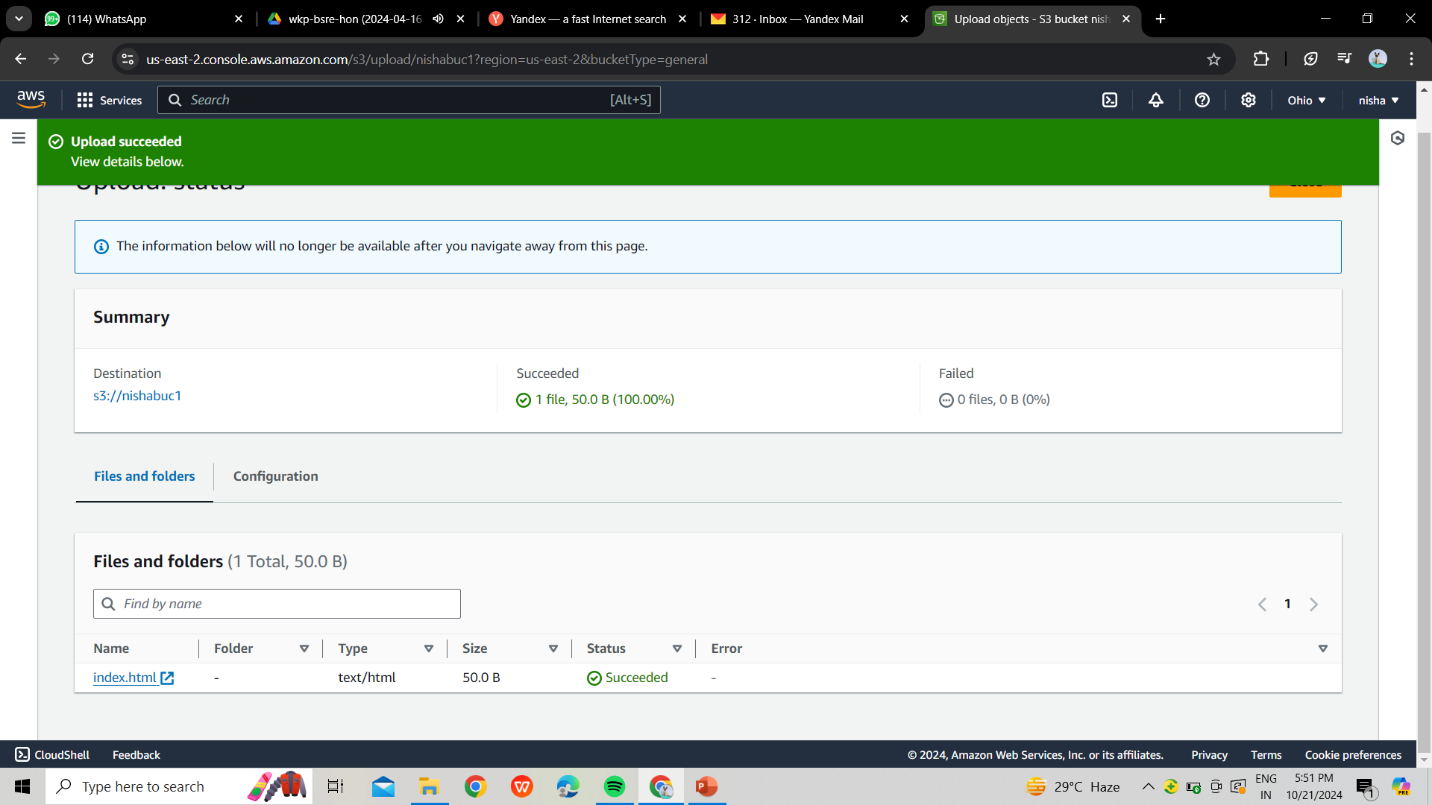 (114) WhatsApp
wkp-bsre-hon (2024-04-16
Yandex — a fast Internet search
312 · Inbox — Yandex Mail
Upload objects - S3 bucket nish
us-east-2.console.aws.amazon.com/s3/upload/nishabuc1?region=us-east-2&bucketType=general
aws
Services
Search
[Alt+S]
Ohio
nisha
Upload succeeded
View details below.
Upload: status
Close
The information below will no longer be available after you navigate away from this page.
Summary
Destination
s3://nishabuc1
Succeeded
1 file, 50.0 B (100.00%)
Failed
0 files, 0 B (0%)
Files and folders
Configuration
Files and folders (1 Total, 50.0 B)
Find by name
1
Name Folder Type Size Status Error
index.html - text/html 50.0 B Succeeded -
CloudShell Feedback © 2024, Amazon Web Services, Inc. or its affiliates. Privacy Terms Cookie preferences
Type here to search
29°C Haze
ENG
IN
5:51 PM
10/21/2024
1
PRE